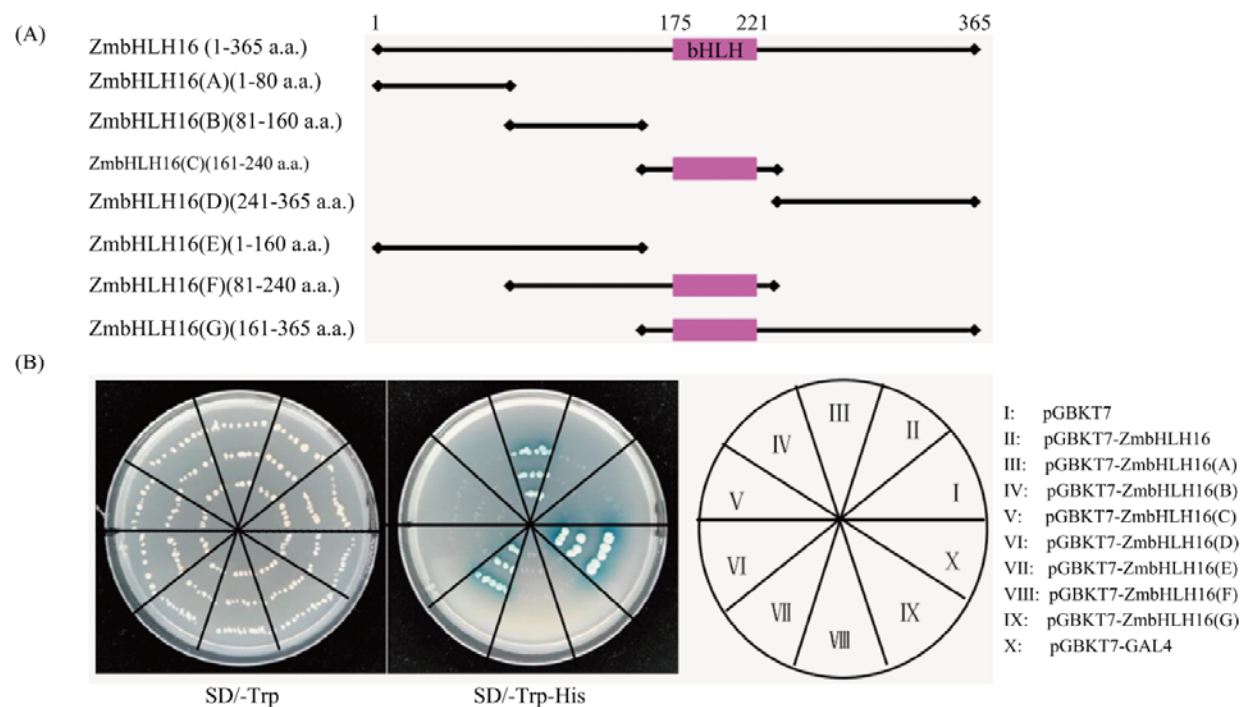 (A)
1 175 221 365
ZmbHLH16 (1-365 a.a.)
bHLH
ZmbHLH16(A)(1-80 a.a.)
ZmbHLH16(B)(81-160 a.a.)
ZmbHLH16(C)(161-240 a.a.)
ZmbHLH16(D)(241-365 a.a.)
ZmbHLH16(E)(1-160 a.a.)
ZmbHLH16(F)(81-240 a.a.)
ZmbHLH16(G)(161-365 a.a.)
(B)
III
IV
II
V
I
VI
X
VII
IX
VIII
I: pGBKT7
II: pGBKT7-ZmbHLH16
III: pGBKT7-ZmbHLH16(A)
IV: pGBKT7-ZmbHLH16(B)
V: pGBKT7-ZmbHLH16(C)
VI: pGBKT7-ZmbHLH16(D)
VII: pGBKT7-ZmbHLH16(E)
VIII: pGBKT7-ZmbHLH16(F)
IX: pGBKT7-ZmbHLH16(G)
X: pGBKT7-GAL4
SD/-Trp
SD/-Trp-His